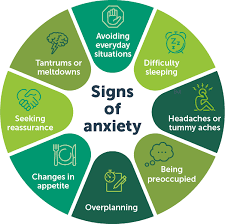 Signs
of
anxiety
Avoiding
everyday
situations
Difficulty
sleeping
Headaches or
tummy aches
Being
preoccupied
Overplanning
Changes in
appetite
Seeking
reassurance
Tantrums or
meltdowns